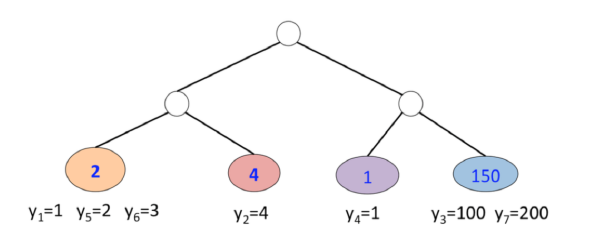 2 4 1 150
y₁=1 y₅=2 y₆=3 y₂=4 y₄=1 y₃=100 y₇=200